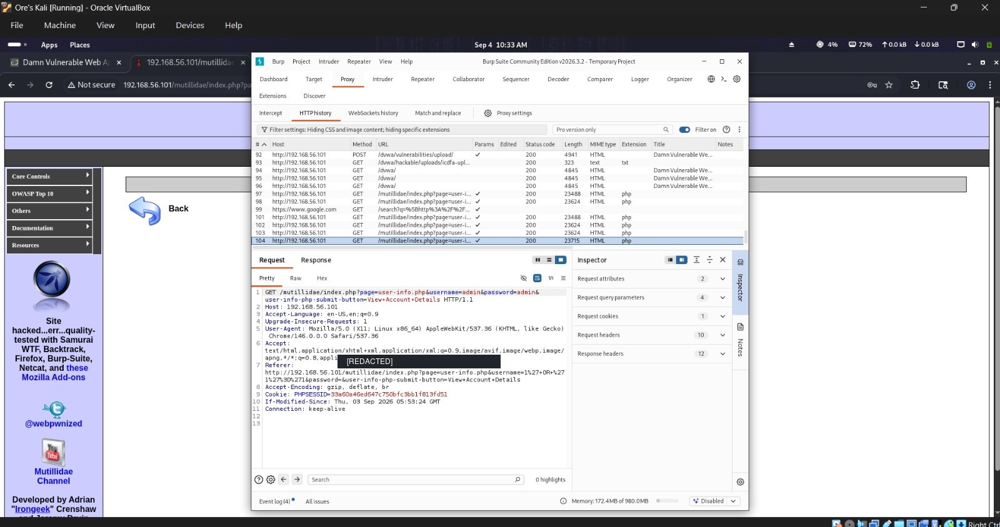 Ore's Kali [Running] - Oracle VirtualBox
File Machine View Input Devices Help
Apps Places
Sep 4 10:33 AM
4% 72% 0.0 kB 0.0 kB
Damn Vulnerable Web A
192.168.56.101/mutillidae
Not secure 192.168.56.101/mutillidae/index.php?pa
Core Controls
OWASP Top 10
Others
Documentation
Resources
Back
Site
hacked...err...quality-
tested with Samurai
WTF, Backtrack,
Firefox, Burp-Suite,
Netcat, and these
Mozilla Add-ons
@webpwnized
You
Tube
Mutillidae
Channel
Developed by Adrian
"Irongeek" Crenshaw
Burp Project Intruder Repeater View Help
Burp Suite Community Edition v2026.3.2 - Temporary Project
Dashboard Target Proxy Intruder Repeater Collaborator Sequencer Decoder Comparer Logger Organizer
Extensions Discover
Intercept HTTP history WebSockets history Match and replace Proxy settings
Filter settings: Hiding CSS and image content; hiding specific extensions
Pro version only
Filter on
# Host Method URL Params Edited Status code Length MIME type Extension Title Notes
92 http://192.168.56.101 POST /dvwa/vulnerabilities/upload/ ✓ 200 4941 HTML Damn Vulnerable We...
93 http://192.168.56.101 GET /dvwa/hackable/uploads/icdfa-upl... 200 323 text txt
94 http://192.168.56.101 GET /dvwa/ 200 4845 HTML Damn Vulnerable We...
95 http://192.168.56.101 GET /dvwa/ 200 4845 HTML Damn Vulnerable We...
96 http://192.168.56.101 GET /dvwa/ 200 4845 HTML Damn Vulnerable We...
97 http://192.168.56.101 GET /mutillidae/index.php?page=user-i... ✓ 200 23488 HTML php
98 http://192.168.56.101 GET /mutillidae/index.php?page=user-i... ✓ 200 23624 HTML php
99 https://www.google.com GET /search?q=%5Bhttp%3A%2F%2F... ✓
101 http://192.168.56.101 GET /mutillidae/index.php?page=user-i... ✓ 200 23488 HTML php
102 http://192.168.56.101 GET /mutillidae/index.php?page=user-i... ✓ 200 23624 HTML php
103 http://192.168.56.101 GET /mutillidae/index.php?page=user-i... ✓ 200 23624 HTML php
104 http://192.168.56.101 GET /mutillidae/index.php?page=user-i... ✓ 200 23715 HTML php
Request Response
Pretty Raw Hex
\n
1 GET /mutillidae/index.php?page=user-info.php&username=admin&password=admin&
user-info-php-submit-button=View+Account+Details HTTP/1.1
2 Host: 192.168.56.101
3 Accept-Language: en-US,en;q=0.9
4 Upgrade-Insecure-Requests: 1
5 User-Agent: Mozilla/5.0 (X11; Linux x86_64) AppleWebKit/537.36 (KHTML, like Gecko)
Chrome/146.0.0.0 Safari/537.36
6 Accept:
text/html,application/xhtml+xml,application/xml;q=0.9,image/avif,image/webp,image/
apng,*/*;q=0.8,appli
[REDACTED]
7 Referer:
http://192.168.56.101/mutillidae/index.php?page=user-info.php&username=1%27+OR+%27
1%27%3D%271&password=&user-info-php-submit-button=View+Account+Details
8 Accept-Encoding: gzip, deflate, br
9 Cookie: PHPSESSID=33a60a46ed647c750bfc3bb1f813fd51
10 If-Modified-Since: Thu, 03 Sep 2026 05:53:24 GMT
11 Connection: keep-alive
12
13
Inspector
Request attributes 2
Request query parameters 4
Request cookies 1
Request headers 10
Response headers 12
Inspector
Notes
Search
0 highlights
Event log (4) All issues
Memory: 172.4MB of 980.0MB
Disabled
Right Ctrl